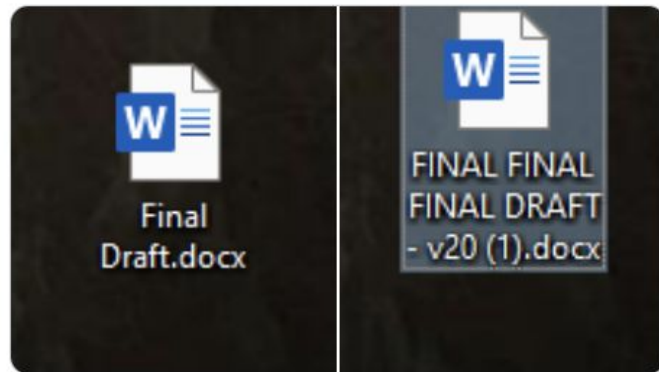 W
Final
Draft.docx
W
FINAL FINAL
FINAL DRAFT
- v20 (1).docx